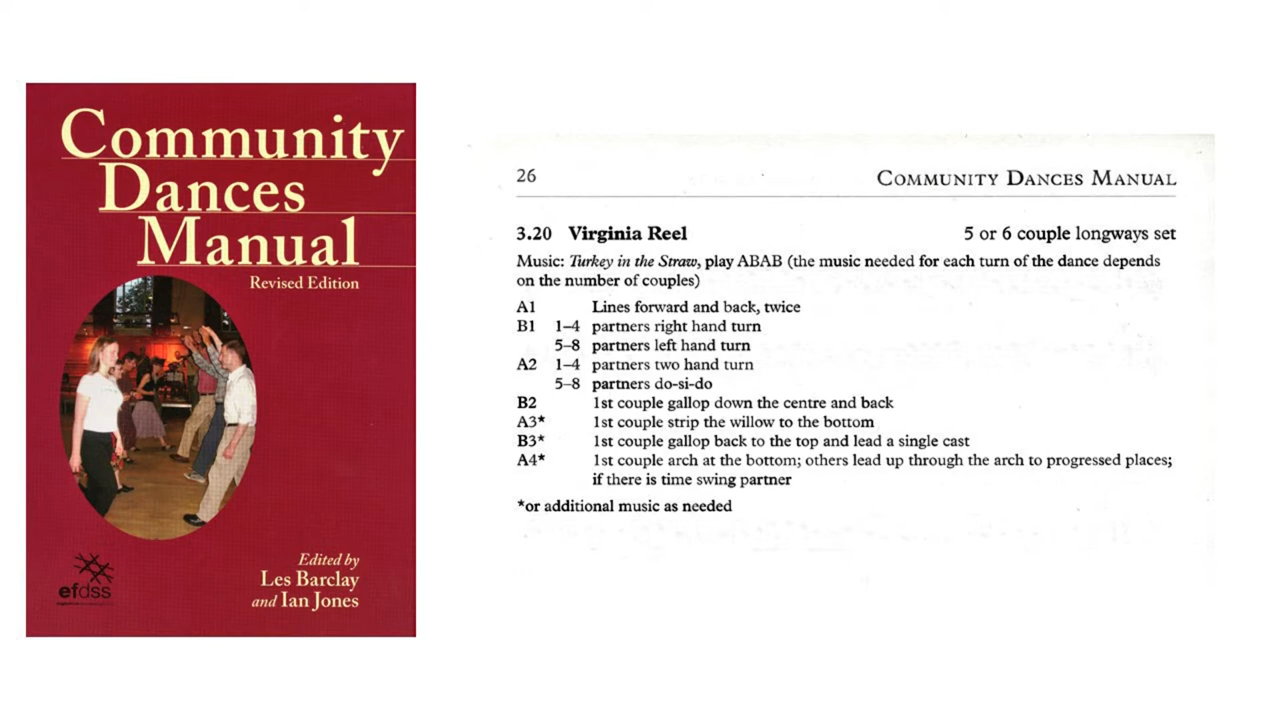 Community
Dances
Manual
Revised Edition
efdss
Edited by
Les Barclay
and Ian Jones
26
COMMUNITY DANCES MANUAL
3.20 Virginia Reel
5 or 6 couple longways set
Music: Turkey in the Straw, play ABAB (the music needed for each turn of the dance depends
on the number of couples)
A1 Lines forward and back, twice
B1 1–4 partners right hand turn
5–8 partners left hand turn
A2 1–4 partners two hand turn
5–8 partners do-si-do
B2 1st couple gallop down the centre and back
A3* 1st couple strip the willow to the bottom
B3* 1st couple gallop back to the top and lead a single cast
A4* 1st couple arch at the bottom; others lead up through the arch to progressed places;
if there is time swing partner
*or additional music as needed